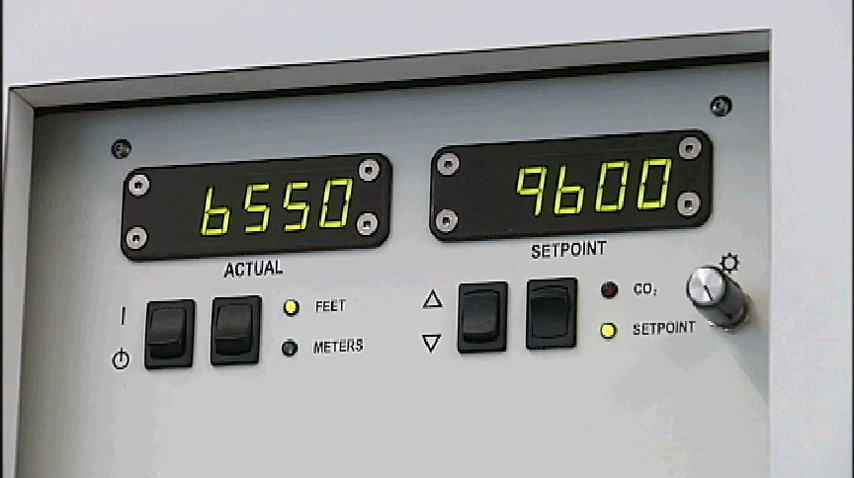 6550
9600
ACTUAL
SETPOINT
FEET
METERS
CO₂
SETPOINT